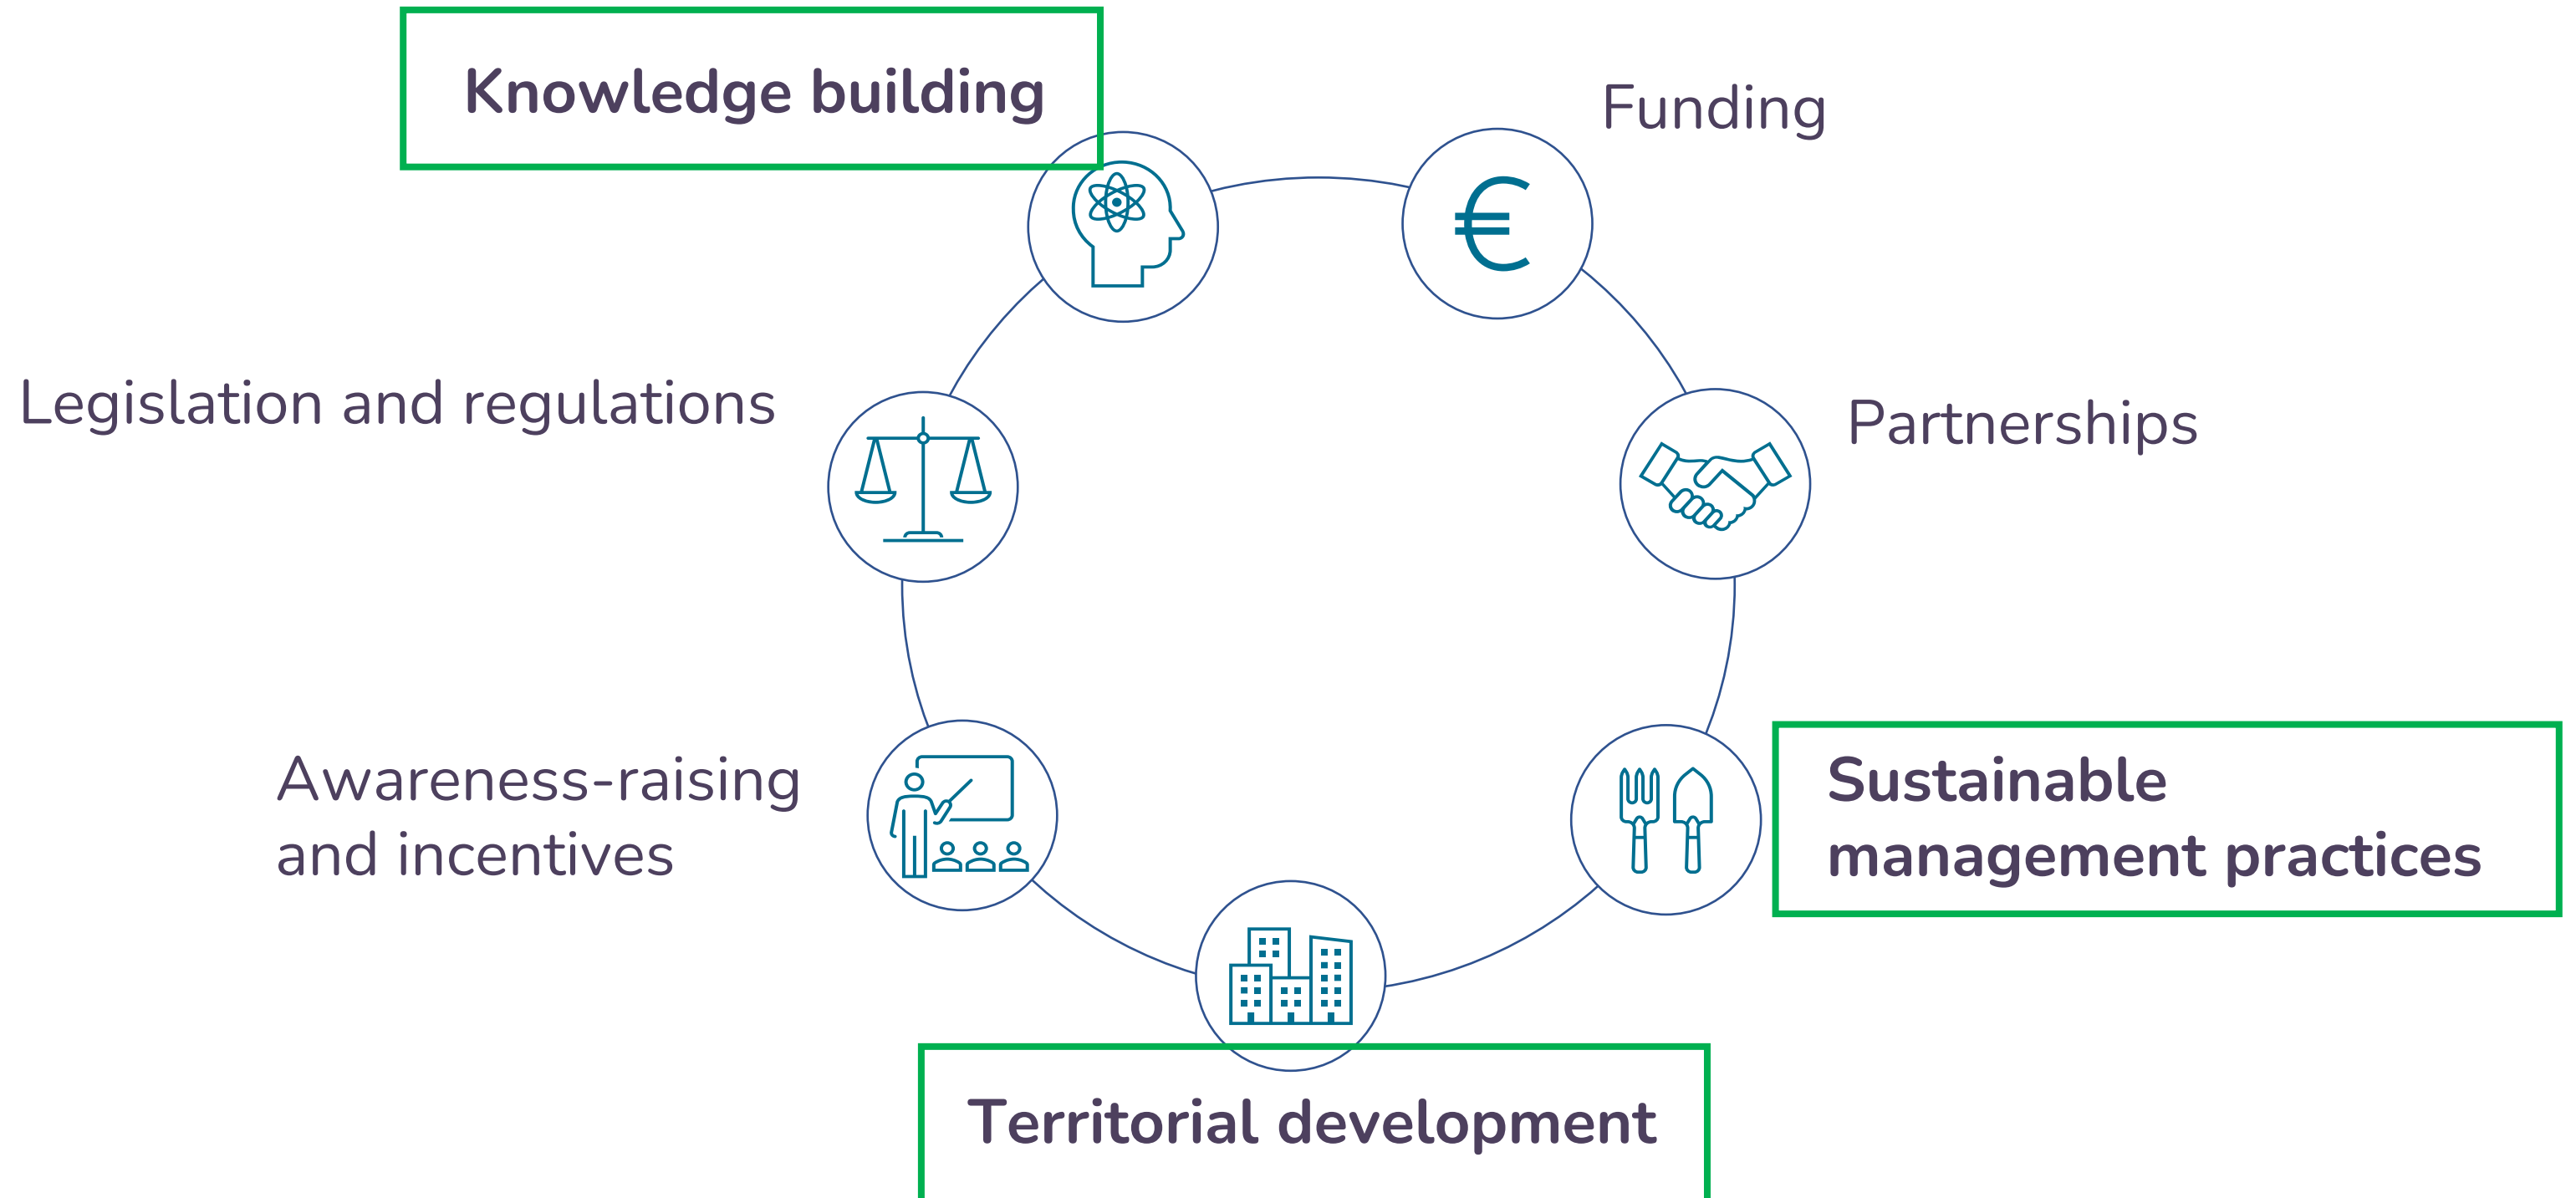 Knowledge building
Funding
Legislation and regulations
Partnerships
Awareness-raising
and incentives
Sustainable
management practices
Territorial development